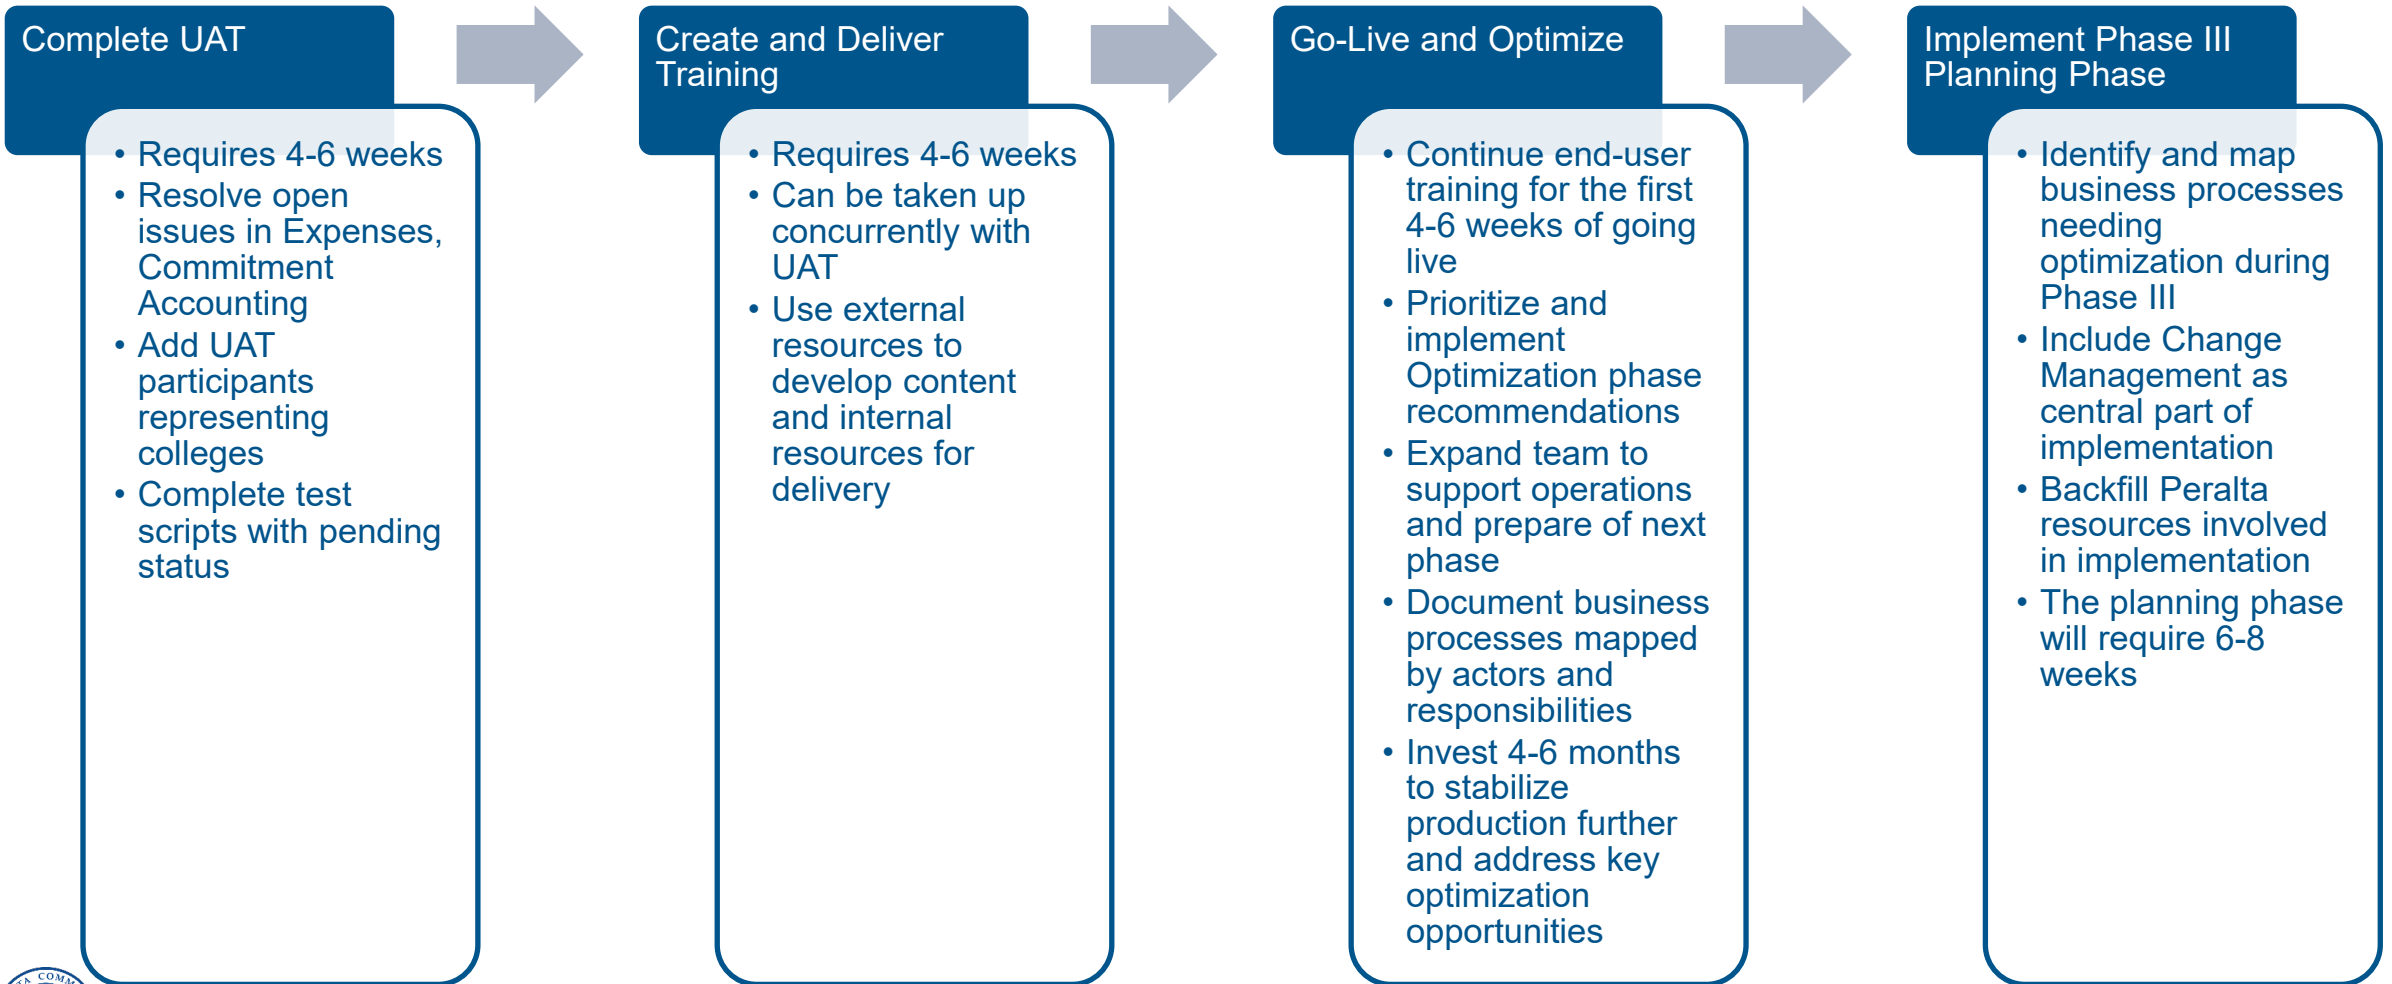 Complete UAT
• Requires 4-6 weeks
• Resolve open
issues in Expenses,
Commitment
Accounting
• Add UAT
participants
representing
colleges
• Complete test
scripts with pending
status
Create and Deliver
Training
• Requires 4-6 weeks
• Can be taken up
concurrently with
UAT
• Use external
resources to
develop content
and internal
resources for
delivery
Go-Live and Optimize
• Continue end-user
training for the first
4-6 weeks of going
live
• Prioritize and
implement
Optimization phase
recommendations
• Expand team to
support operations
and prepare of next
phase
• Document business
processes mapped
by actors and
responsibilities
• Invest 4-6 months
to stabilize
production further
and address key
optimization
opportunities
Implement Phase III
Planning Phase
• Identify and map
business processes
needing
optimization during
Phase III
• Include Change
Management as
central part of
implementation
• Backfill Peralta
resources involved
in implementation
• The planning phase
will require 6-8
weeks